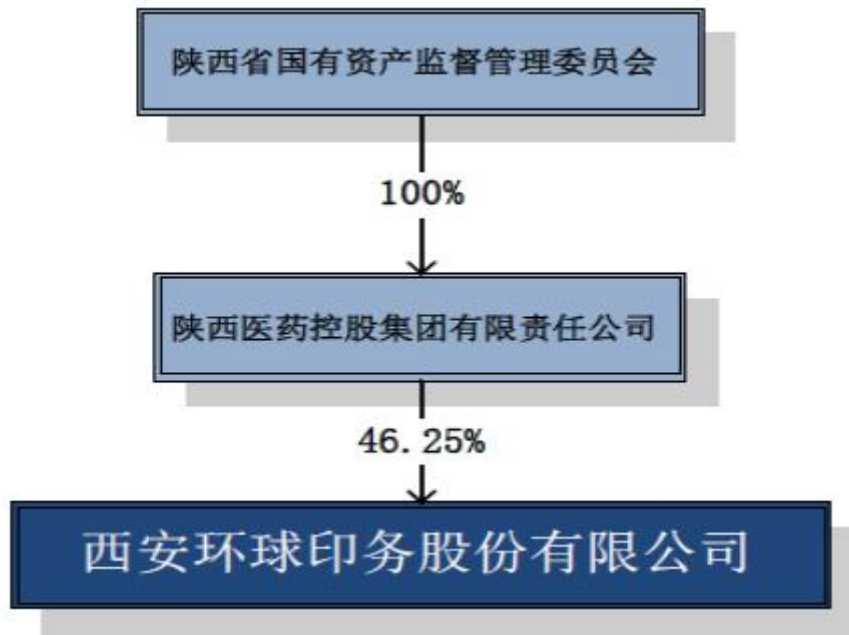 陕西省国有资产监督管理委员会
100%
陕西医药控股集团有限责任公司
46.25%
西安环球印务股份有限公司